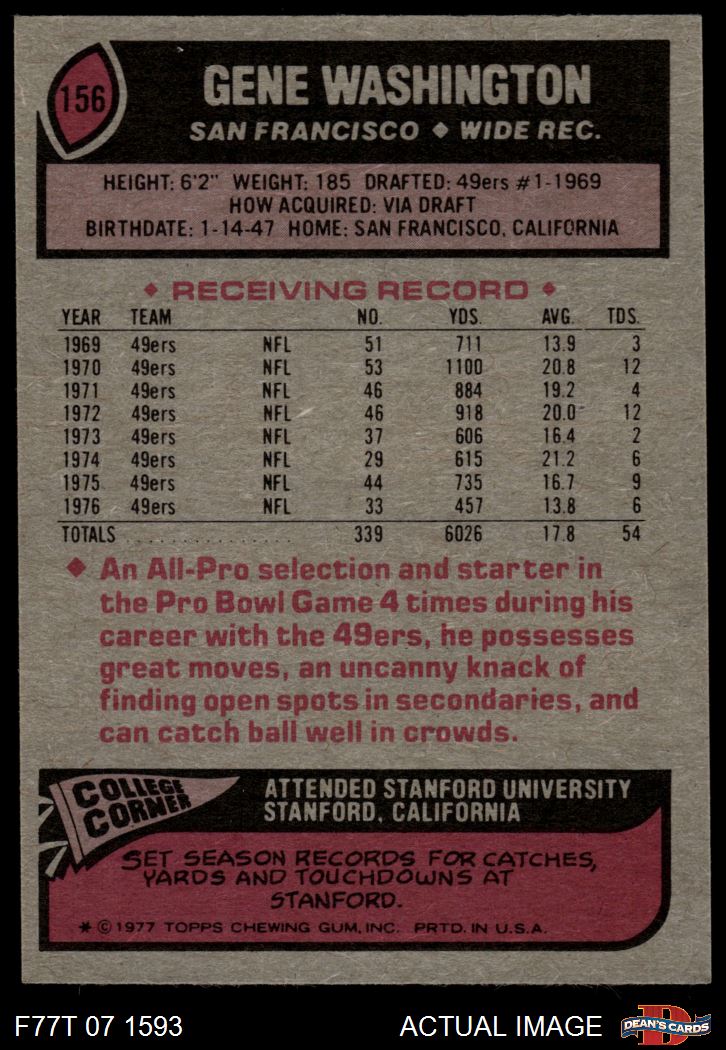 156
GENE WASHINGTON
SAN FRANCISCO ♦ WIDE REC.
HEIGHT: 6'2" WEIGHT: 185 DRAFTED: 49ers #1-1969
HOW ACQUIRED: VIA DRAFT
BIRTHDATE: 1-14-47 HOME: SAN FRANCISCO, CALIFORNIA
♦ RECEIVING RECORD ♦
YEAR TEAM NO. YDS. AVG. TDS.
1969 49ers NFL 51 711 13.9 3
1970 49ers NFL 53 1100 20.8 12
1971 49ers NFL 46 884 19.2 4
1972 49ers NFL 46 918 20.0 12
1973 49ers NFL 37 606 16.4 2
1974 49ers NFL 29 615 21.2 6
1975 49ers NFL 44 735 16.7 9
1976 49ers NFL 33 457 13.8 6
TOTALS . . . . . . . . . . . . . . . . 339 6026 17.8 54
♦ An All-Pro selection and starter in
the Pro Bowl Game 4 times during his
career with the 49ers, he possesses
great moves, an uncanny knack of
finding open spots in secondaries, and
can catch ball well in crowds.
COLLEGE
CORNER
ATTENDED STANFORD UNIVERSITY
STANFORD, CALIFORNIA
SET SEASON RECORDS FOR CATCHES,
YARDS AND TOUCHDOWNS AT
STANFORD.
* © 1977 TOPPS CHEWING GUM, INC. PRTD. IN U.S.A.
F77T 07 1593
ACTUAL IMAGE
D
DEAN'S CARDS